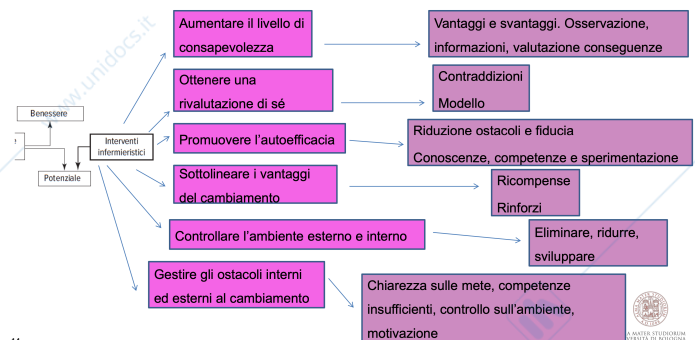 Aumentare il livello di
consapevolezza
Vantaggi e svantaggi. Osservazione,
informazioni, valutazione conseguenze
Ottenere una
rivalutazione di sé
Contraddizioni
Modello
Benessere
Interventi
infermieristici
Potenziale
Promuovere l'autoefficacia
Riduzione ostacoli e fiducia
Conoscenze, competenze e sperimentazione
Sottolineare i vantaggi
del cambiamento
Ricompense
Rinforzi
Controllare l'ambiente esterno e interno
Eliminare, ridurre,
sviluppare
Gestire gli ostacoli interni
ed esterni al cambiamento
Chiarezza sulle mete, competenze
insufficienti, controllo sull'ambiente,
motivazione
www.unidocs.it
MATER STUDIORUM